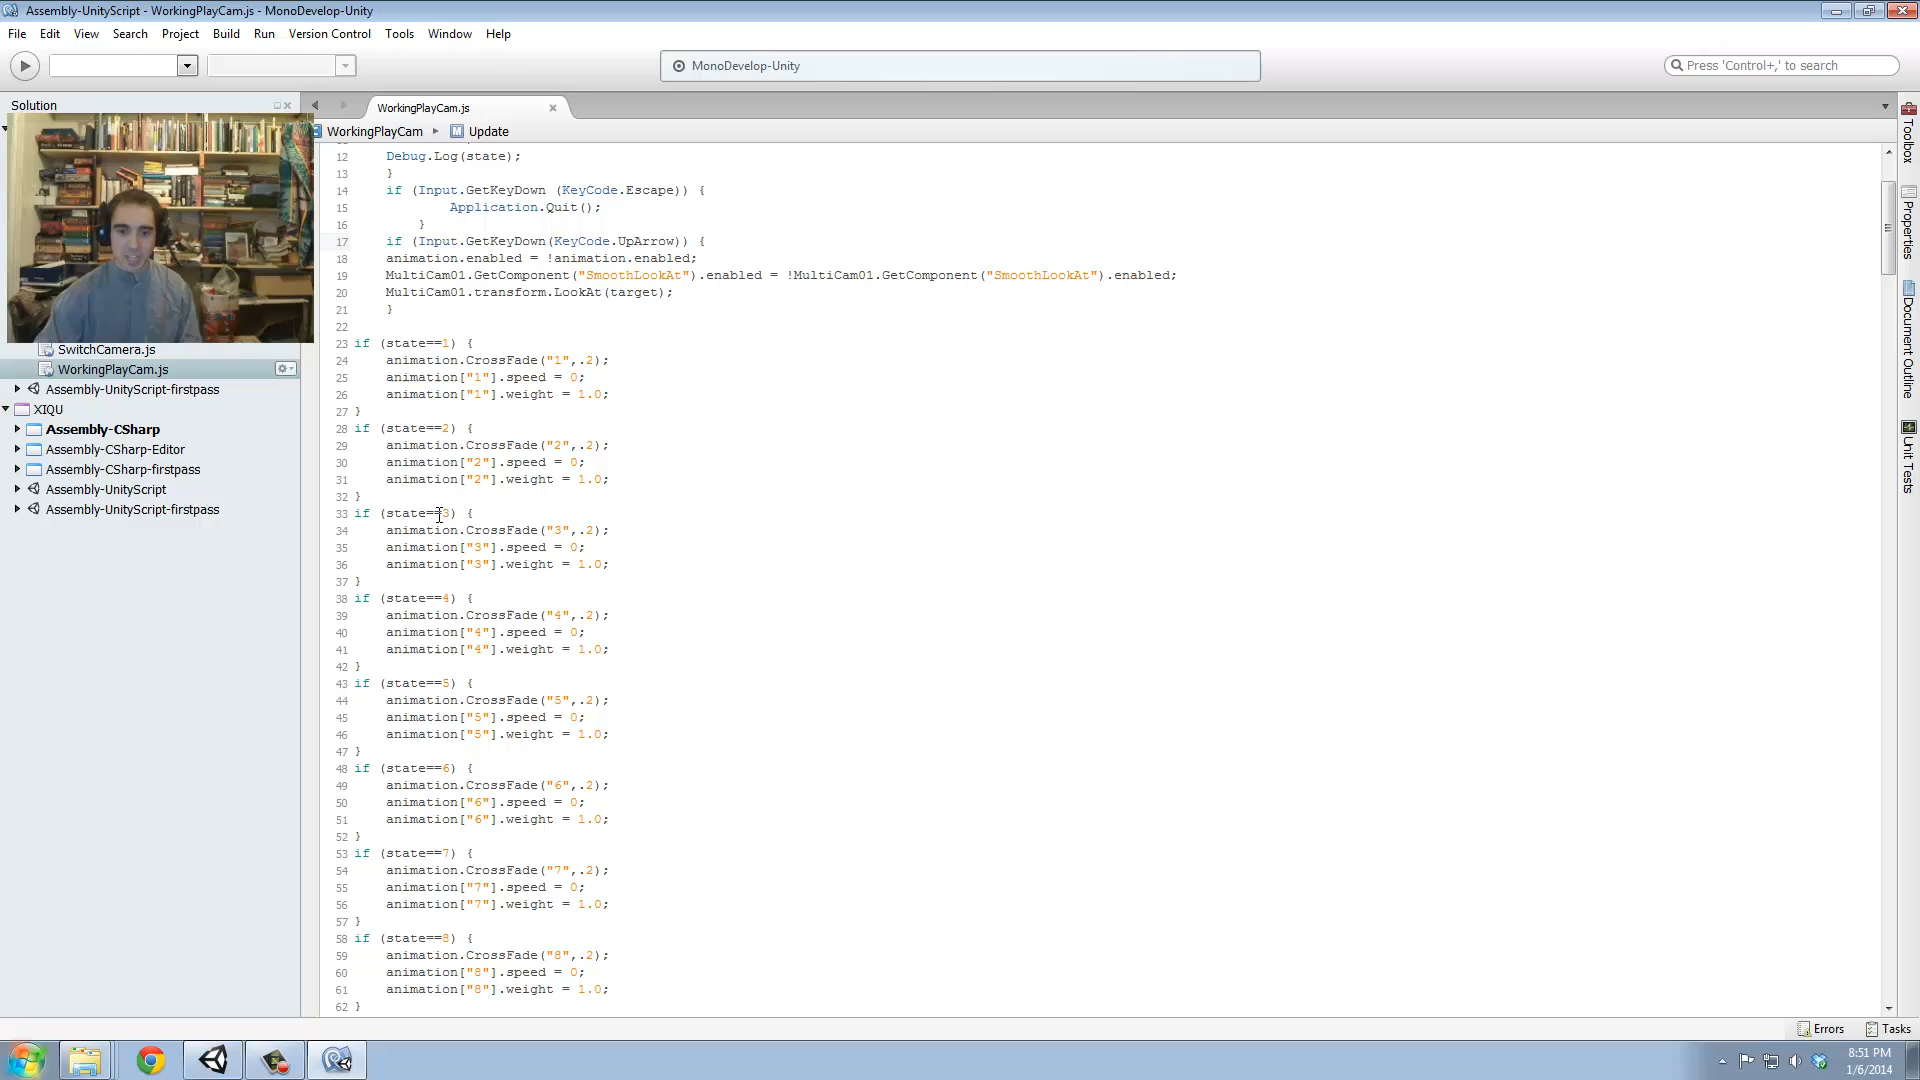 Assembly-UnityScript - WorkingPlayCam.js - MonoDevelop-Unity
File Edit View Search Project Build Run Version Control Tools Window Help
MonoDevelop-Unity
Press 'Control+,' to search
Solution
WorkingPlayCam.js
WorkingPlayCam Update
12 Debug.Log(state);
13 }
14 if (Input.GetKeyDown (KeyCode.Escape)) {
15 Application.Quit();
16 }
17 if (Input.GetKeyDown(KeyCode.UpArrow)) {
18 animation.enabled = !animation.enabled;
19 MultiCam01.GetComponent("SmoothLookAt").enabled = !MultiCam01.GetComponent("SmoothLookAt").enabled;
20 MultiCam01.transform.LookAt(target);
21 }
22
23 if (state==1) {
24 animation.CrossFade("1",.2);
25 animation["1"].speed = 0;
26 animation["1"].weight = 1.0;
27 }
28 if (state==2) {
29 animation.CrossFade("2",.2);
30 animation["2"].speed = 0;
31 animation["2"].weight = 1.0;
32 }
33 if (state==3) {
34 animation.CrossFade("3",.2);
35 animation["3"].speed = 0;
36 animation["3"].weight = 1.0;
37 }
38 if (state==4) {
39 animation.CrossFade("4",.2);
40 animation["4"].speed = 0;
41 animation["4"].weight = 1.0;
42 }
43 if (state==5) {
44 animation.CrossFade("5",.2);
45 animation["5"].speed = 0;
46 animation["5"].weight = 1.0;
47 }
48 if (state==6) {
49 animation.CrossFade("6",.2);
50 animation["6"].speed = 0;
51 animation["6"].weight = 1.0;
52 }
53 if (state==7) {
54 animation.CrossFade("7",.2);
55 animation["7"].speed = 0;
56 animation["7"].weight = 1.0;
57 }
58 if (state==8) {
59 animation.CrossFade("8",.2);
60 animation["8"].speed = 0;
61 animation["8"].weight = 1.0;
62 }
SwitchCamera.js
WorkingPlayCam.js
Assembly-UnityScript-firstpass
XIQU
Assembly-CSharp
Assembly-CSharp-Editor
Assembly-CSharp-firstpass
Assembly-UnityScript
Assembly-UnityScript-firstpass
Toolbox
Properties
Document Outline
Unit Tests
Errors Tasks
8:51 PM
1/6/2014